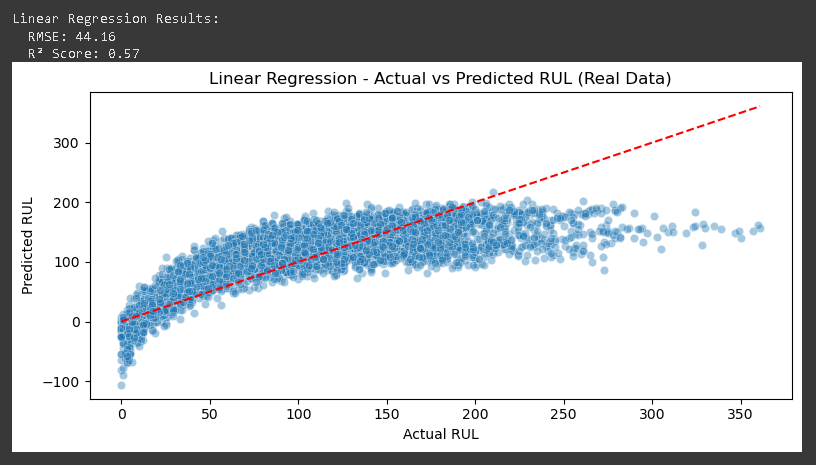 Linear Regression Results:
RMSE: 44.16
R² Score: 0.57
Linear Regression - Actual vs Predicted RUL (Real Data)
300
200
100
0
−100
Predicted RUL
0 50 100 150 200 250 300 350
Actual RUL